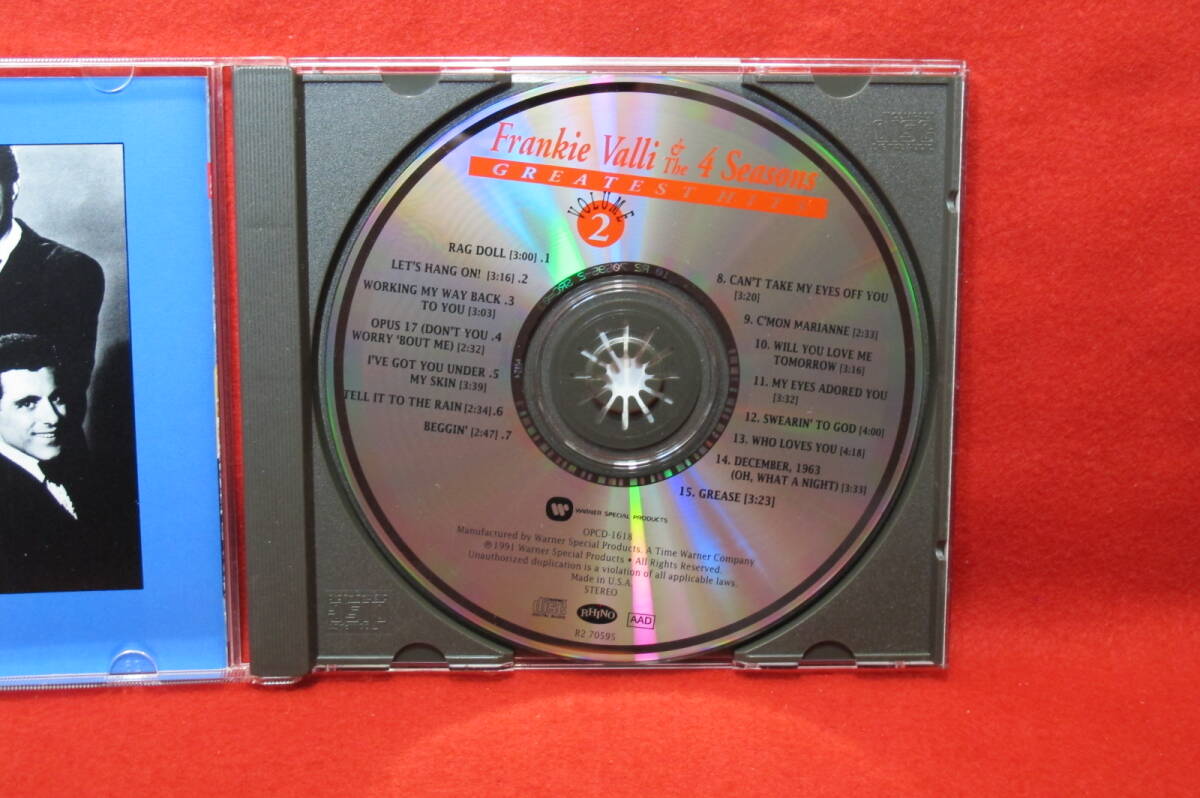 Frankie Valli & The 4 Seasons
GREATEST HITS
VOLUME
2
RAG DOLL [3:00] .1
LET'S HANG ON! [3:16] .2
WORKING MY WAY BACK .3
TO YOU [3:03]
OPUS 17 (DON'T YOU .4
WORRY 'BOUT ME) [2:32]
I'VE GOT YOU UNDER .5
MY SKIN [3:39]
TELL IT TO THE RAIN [2:34] .6
BEGGIN' [2:47] .7
8. CAN'T TAKE MY EYES OFF YOU
[3:20]
9. C'MON MARIANNE [2:33]
10. WILL YOU LOVE ME
TOMORROW [3:16]
11. MY EYES ADORED YOU
[3:32]
12. SWEARIN' TO GOD [4:00]
13. WHO LOVES YOU [4:18]
14. DECEMBER, 1963
(OH, WHAT A NIGHT) [3:33]
15. GREASE [3:23]
WARNER SPECIAL PRODUCTS
OPCD-1618
Manufactured by Warner Special Products. A Time Warner Company
℗ 1991 Warner Special Products • All Rights Reserved.
Unauthorized duplication is a violation of all applicable laws.
Made in U.S.A.
STEREO
disc
DIGITAL AUDIO
RHINO
AAD
R2 70595